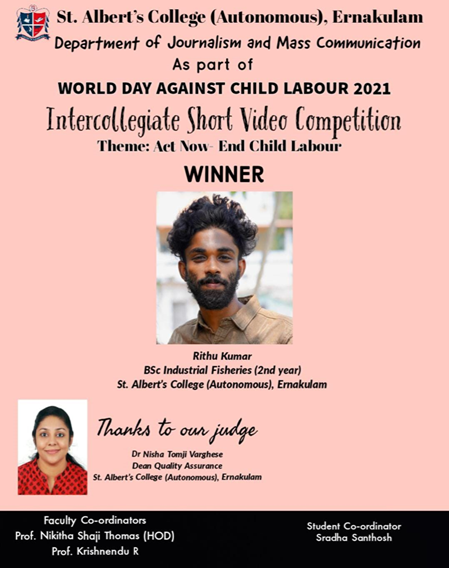 St. Albert's College (Autonomous), Ernakulam
Department of Journalism and Mass Communication
As part of
WORLD DAY AGAINST CHILD LABOUR 2021
Intercollegiate Short Video Competition
Theme: Act Now- End Child Labour
WINNER
Rithu Kumar
BSc Industrial Fisheries (2nd year)
St. Albert's College (Autonomous), Ernakulam
Thanks to our judge
Dr Nisha Tomji Varghese
Dean Quality Assurance
St. Albert's College (Autonomous), Ernakulam
Faculty Co-ordinators
Prof. Nikitha Shaji Thomas (HOD)
Prof. Krishnendu R
Student Co-ordinator
Sradha Santhosh